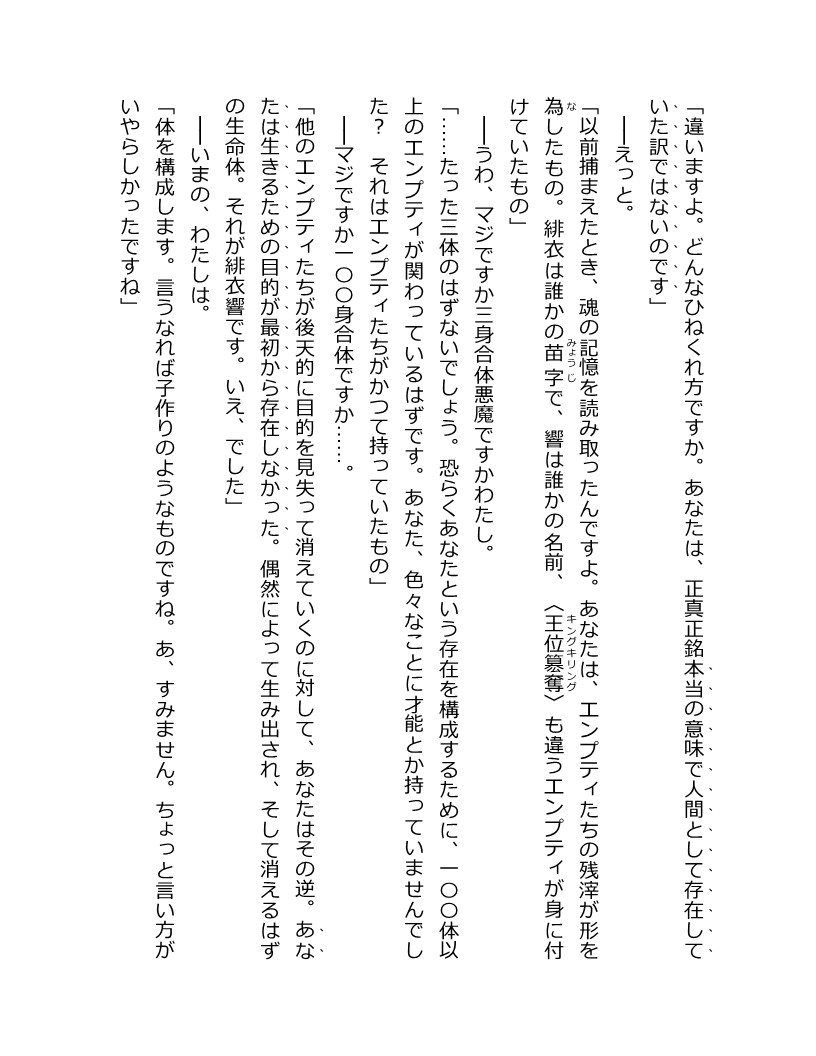 「違いますよ。どんなひねくれ方ですか。あなたは、正真正銘本当の意味で人間として存在して
いた訳ではないのです」
――えっと。
「以前捕まえたとき、魂の記憶を読み取ったんですよ。あなたは、エンプティたちの残滓が形を
為したもの。緋衣は誰かの苗字で、響は誰かの名前、〈王位簒奪〉も違うエンプティが身に付
けていたもの」
――うわ、マジですか三身合体悪魔ですかわたし。
「……たった三体のはずないでしょう。恐らくあなたという存在を構成するために、一〇〇体以
上のエンプティが関わっているはずです。あなた、色々なことに才能とか持っていませんでし
た？　それはエンプティたちがかつて持っていたもの」
――マジですか一〇〇身合体ですか……。
「他のエンプティたちが後天的に目的を見失って消えていくのに対して、あなたはその逆。あな
たは生きるための目的が最初から存在しなかった。偶然によって生み出され、そして消えるはず
の生命体。それが緋衣響です。いえ、でした」
――いまの、わたしは。
「体を構成します。言うなれば子作りのようなものですね。あ、すみません。ちょっと言い方が
いやらしかったですね」